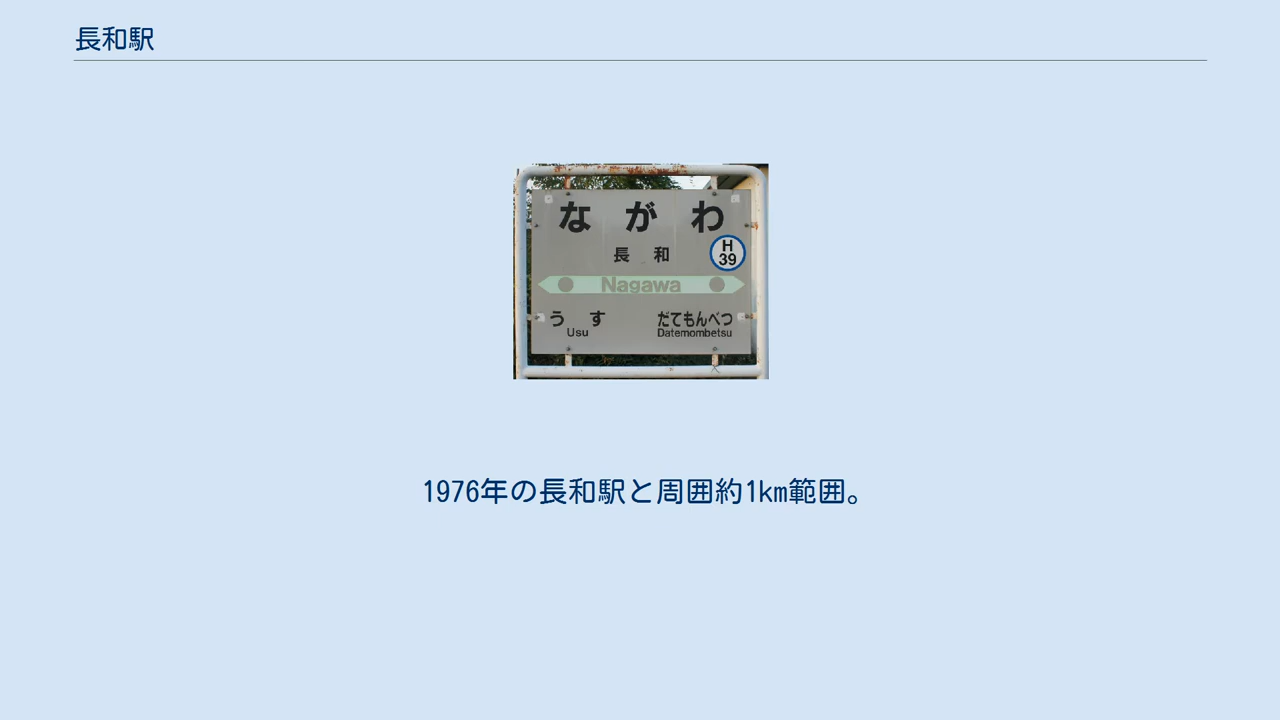 長和駅
な が わ
長 和
H
39
Nagawa
う す
Usu
だてもんべつ
Datemombetsu
1976年の長和駅と周囲約1km範囲。